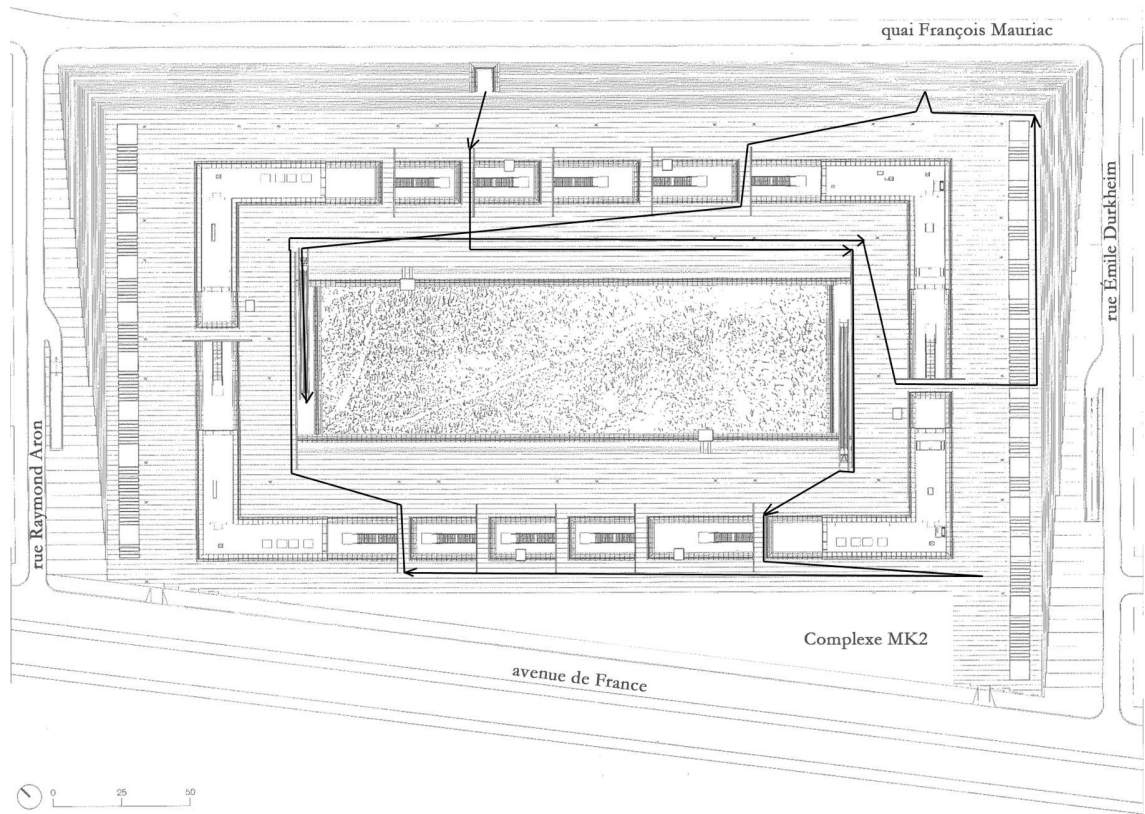 quai François Mauriac
rue Émile Durkheim
rue Raymond Aron
Complexe MK2
avenue de France
0 25 50